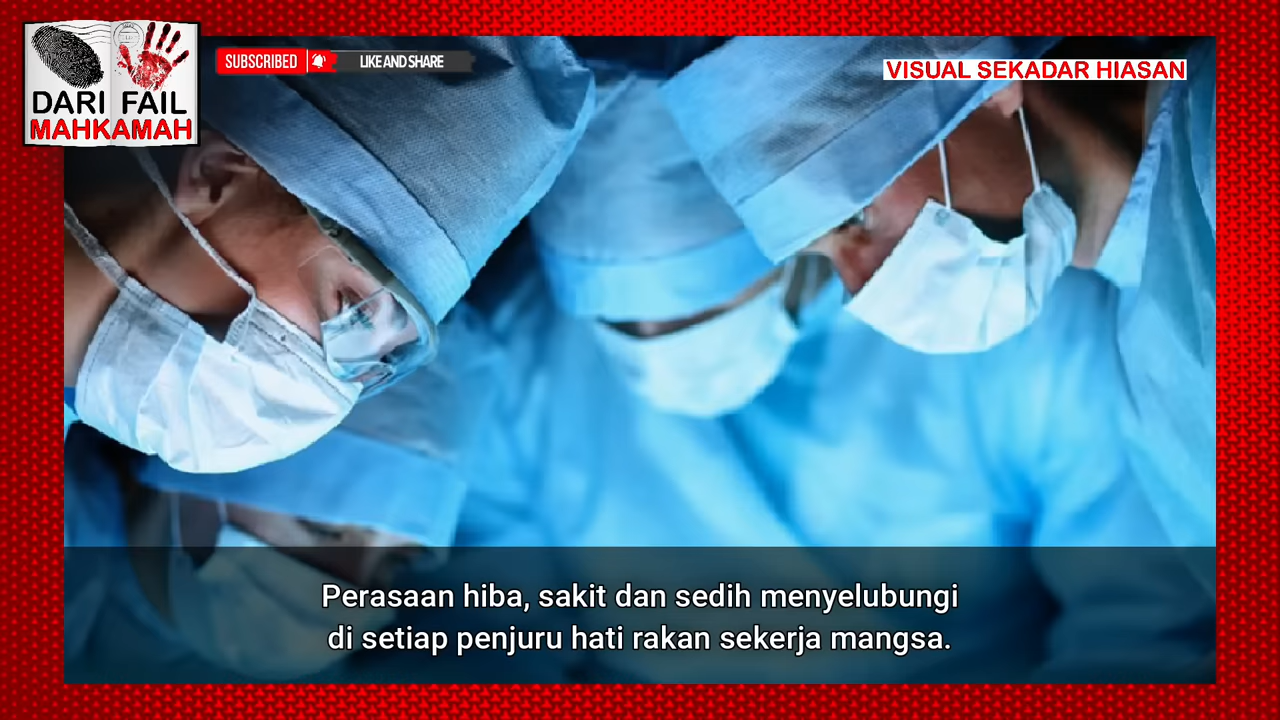 DARI FAIL
MAHKAMAH
SUBSCRIBED
LIKE AND SHARE
VISUAL SEKADAR HIASAN
Perasaan hiba, sakit dan sedih menyelubungi
di setiap penjuru hati rakan sekerja mangsa.